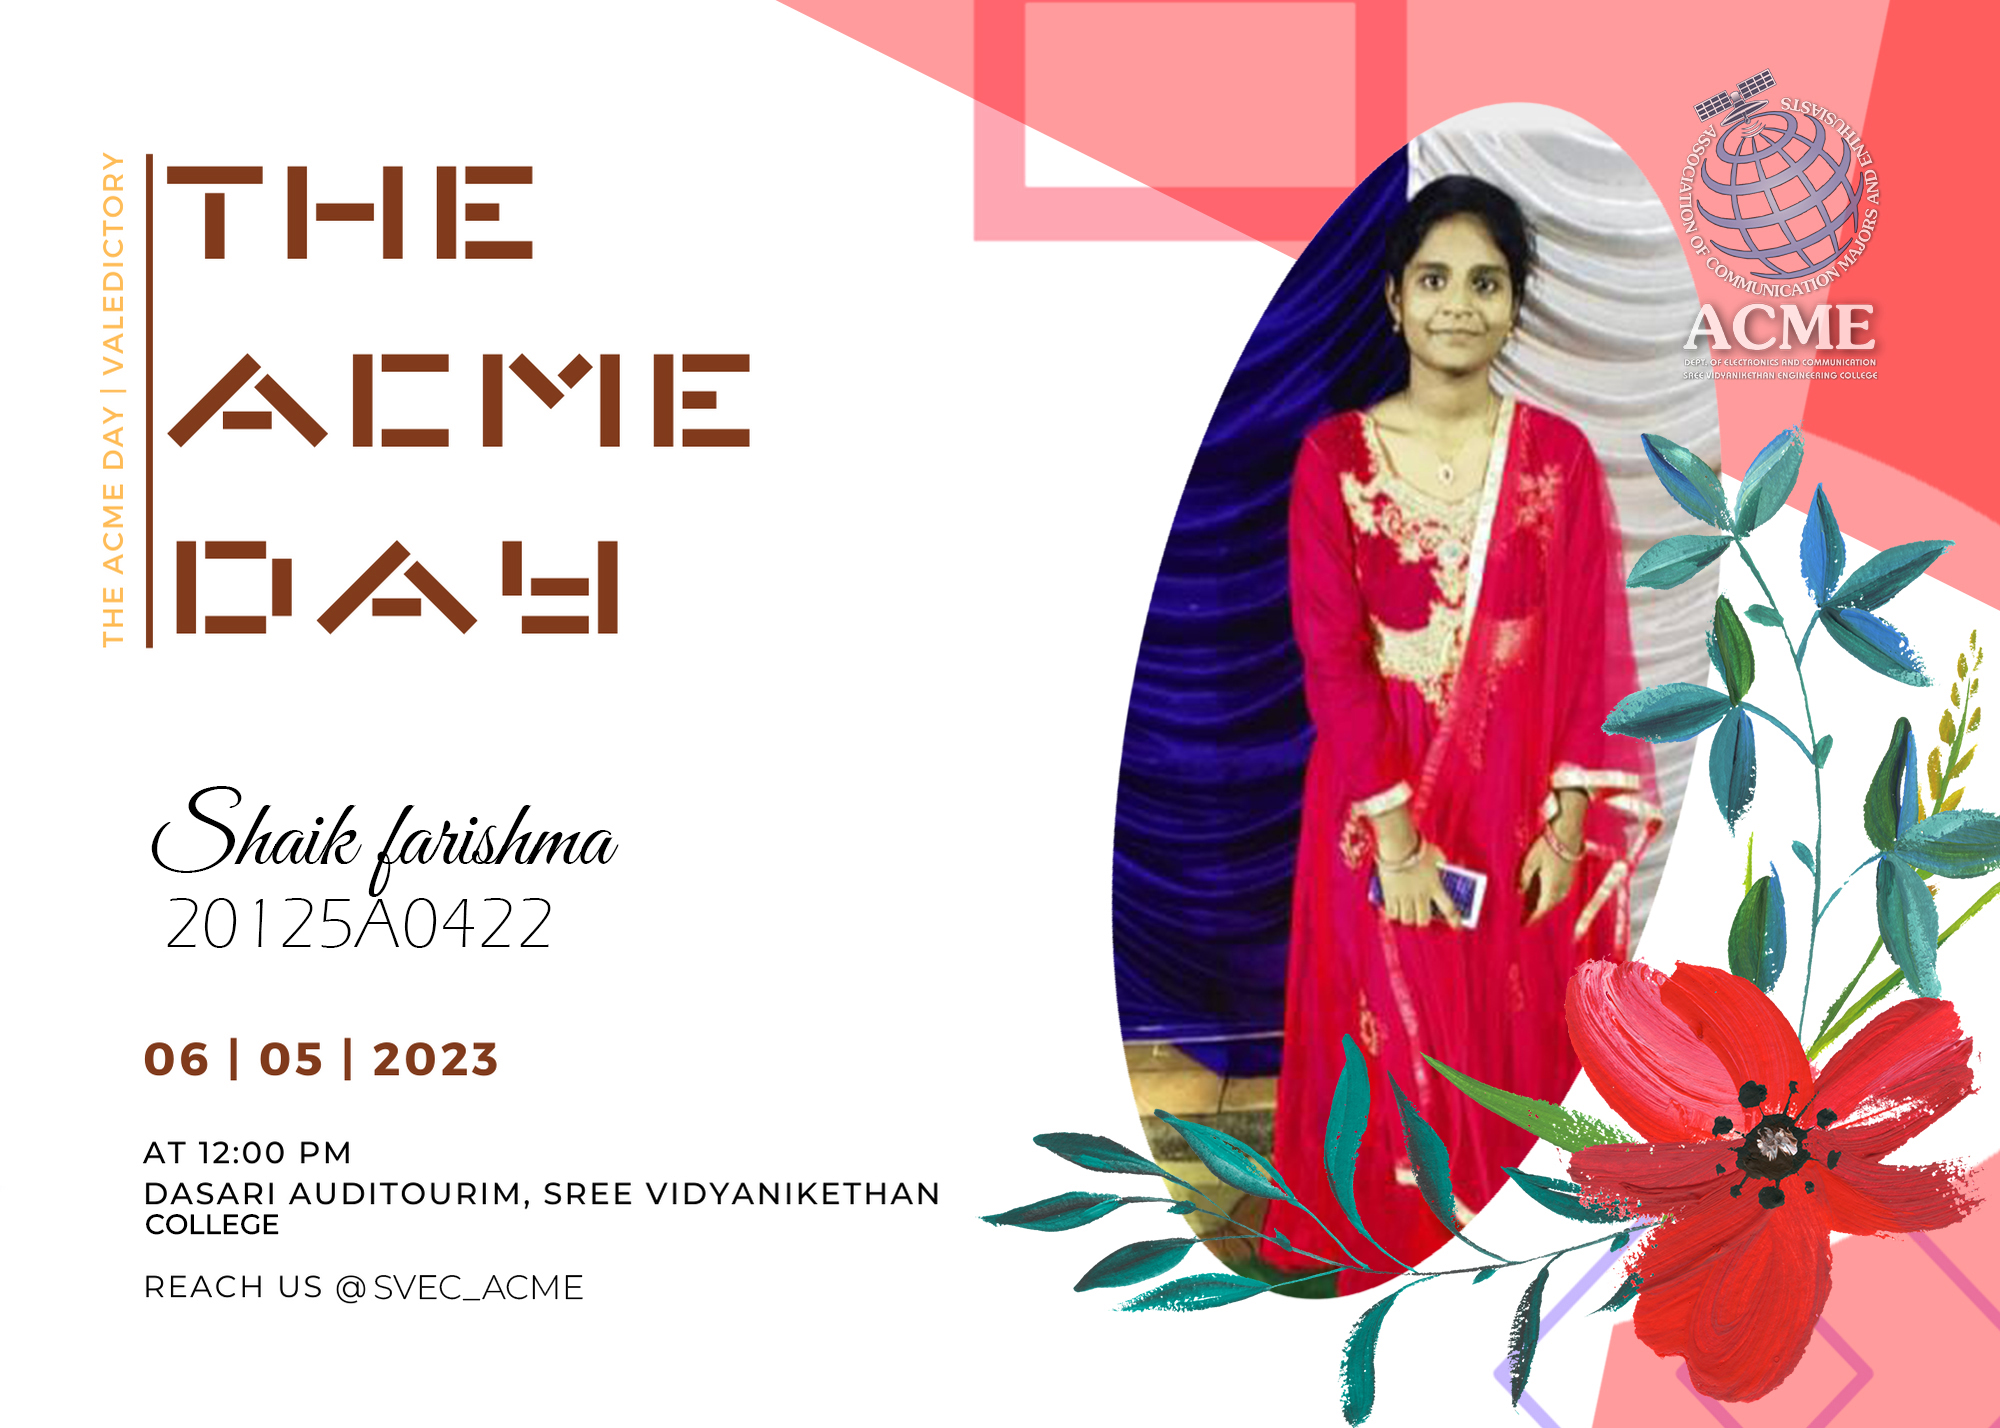 THE ACME DAY | VALEDICTORY
THE
ACME
DAY
Shaik farishma
20125A0422
06 | 05 | 2023
AT 12:00 PM
DASARI AUDITOURIM, SREE VIDYANIKETHAN
COLLEGE
REACH US @SVEC_ACME
ASSOCIATION OF COMMUNICATION MAJORS AND ENTHUSIASTS
ACME
DEPT. OF ELECTRONICS AND COMMUNICATION
SREE VIDYANIKETHAN ENGINEERING COLLEGE